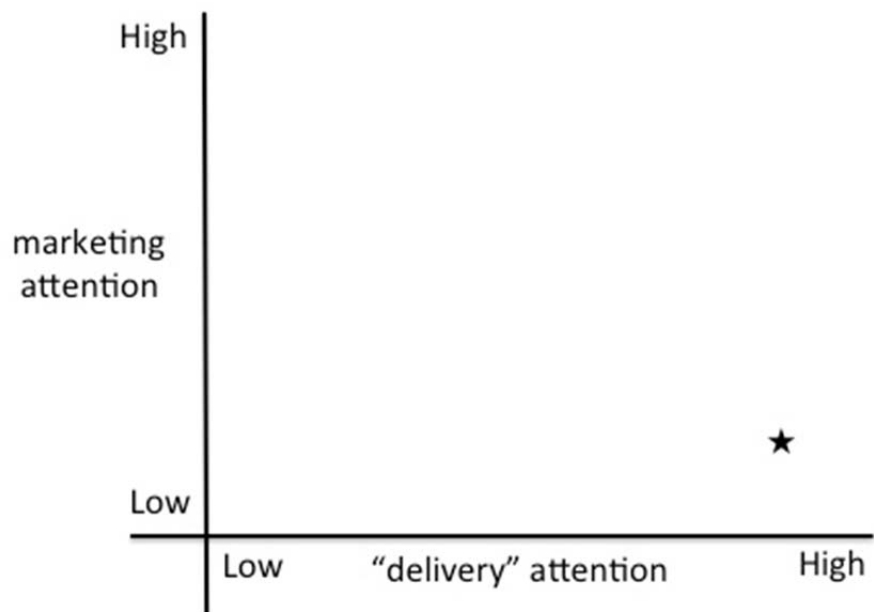 High
marketing
attention
Low
Low “delivery” attention High